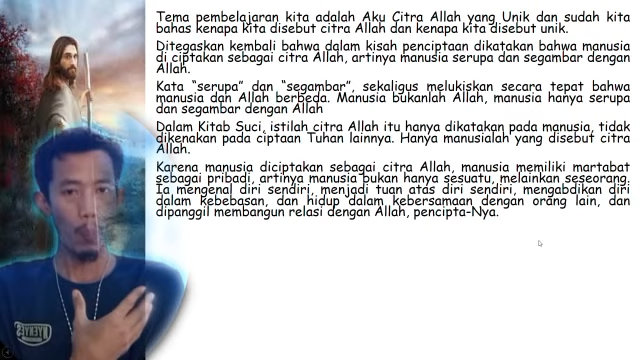 Tema pembelajaran kita adalah Aku Citra Allah yang Unik dan sudah kita
bahas kenapa kita disebut citra Allah dan kenapa kita disebut unik.
Ditegaskan kembali bahwa dalam kisah penciptaan dikatakan bahwa manusia
di ciptakan sebagai citra Allah, artinya manusia serupa dan segambar dengan
Allah.
Kata “serupa” dan “segambar”, sekaligus melukiskan secara tepat bahwa
manusia dan Allah berbeda. Manusia bukanlah Allah, manusia hanya serupa
dan segambar dengan Allah
Dalam Kitab Suci, istilah citra Allah itu hanya dikatakan pada manusia, tidak
dikenakan pada ciptaan Tuhan lainnya. Hanya manusialah yang disebut citra
Allah.
Karena manusia diciptakan sebagai citra Allah, manusia memiliki martabat
sebagai pribadi, artinya manusia bukan hanya sesuatu, melainkan seseorang.
Ia mengenal diri sendiri, menjadi tuan atas diri sendiri, mengabdikan diri
dalam kebebasan, dan hidup dalam kebersamaan dengan orang lain, dan
dipanggil membangun relasi dengan Allah, pencipta-Nya.